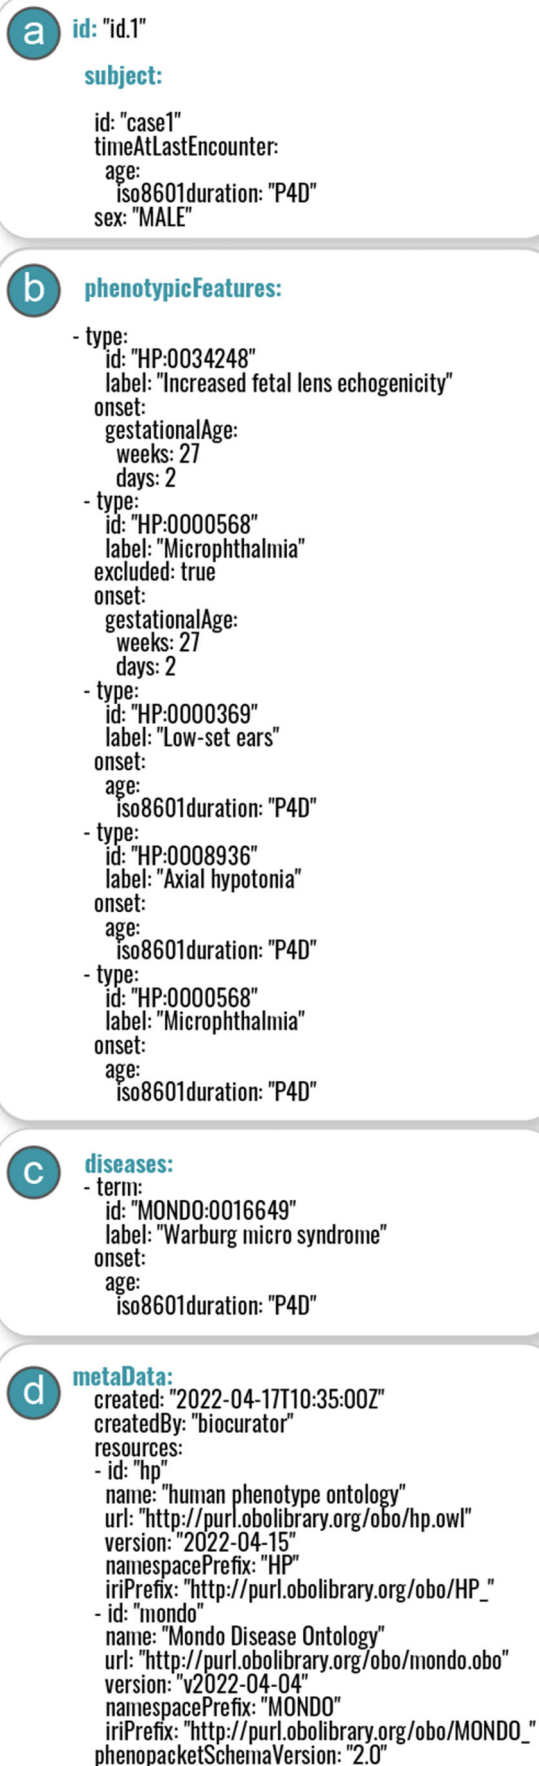 a
id: "id.1"
subject:
id: "case1"
timeAtLastEncounter:
age:
iso8601duration: "P4D"
sex: "MALE"
b
phenotypicFeatures:
- type:
id: "HP:0034248"
label: "Increased fetal lens echogenicity"
onset:
gestationalAge:
weeks: 27
days: 2
- type:
id: "HP:0000568"
label: "Microphthalmia"
excluded: true
onset:
gestationalAge:
weeks: 27
days: 2
- type:
id: "HP:0000369"
label: "Low-set ears"
onset:
age:
iso8601duration: "P4D"
- type:
id: "HP:0008936"
label: "Axial hypotonia"
onset:
age:
iso8601duration: "P4D"
- type:
id: "HP:0000568"
label: "Microphthalmia"
onset:
age:
iso8601duration: "P4D"
c
diseases:
- term:
id: "MONDO:0016649"
label: "Warburg micro syndrome"
onset:
age:
iso8601duration: "P4D"
d
metaData:
created: "2022-04-17T10:35:00Z"
createdBy: "biocurator"
resources:
- id: "hp"
name: "human phenotype ontology"
url: "http://purl.obolibrary.org/obo/hp.owl"
version: "2022-04-15"
namespacePrefix: "HP"
iriPrefix: "http://purl.obolibrary.org/obo/HP_"
- id: "mondo"
name: "Mondo Disease Ontology"
url: "http://purl.obolibrary.org/obo/mondo.obo"
version: "v2022-04-04"
namespacePrefix: "MONDO"
iriPrefix: "http://purl.obolibrary.org/obo/MONDO_"
phenopacketSchemaVersion: "2.0"